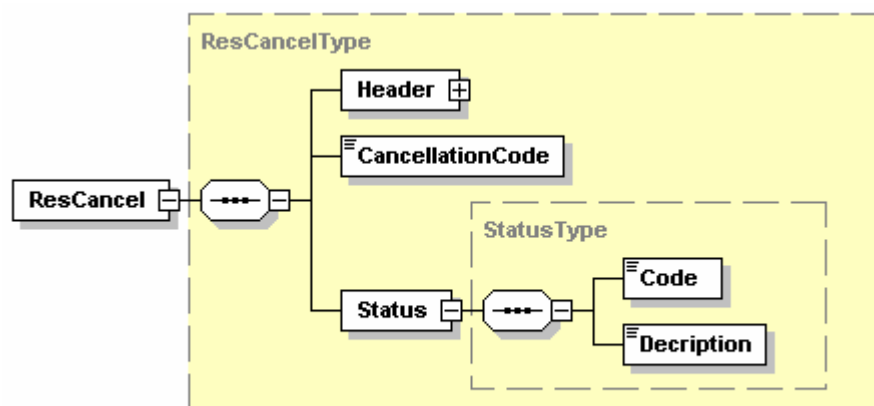 ResCancelType
Header
CancellationCode
ResCancel
StatusType
Code
Status
Decription